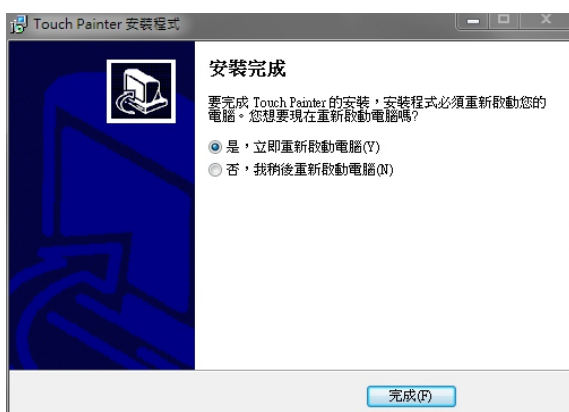 Touch Painter 安裝程式
安裝完成
要完成 Touch Painter 的安裝，安裝程式必須重新啟動您的
電腦。您想要現在重新啟動電腦嗎?
是，立即重新啟動電腦(Y)
否，我稍後重新啟動電腦(N)
完成(F)